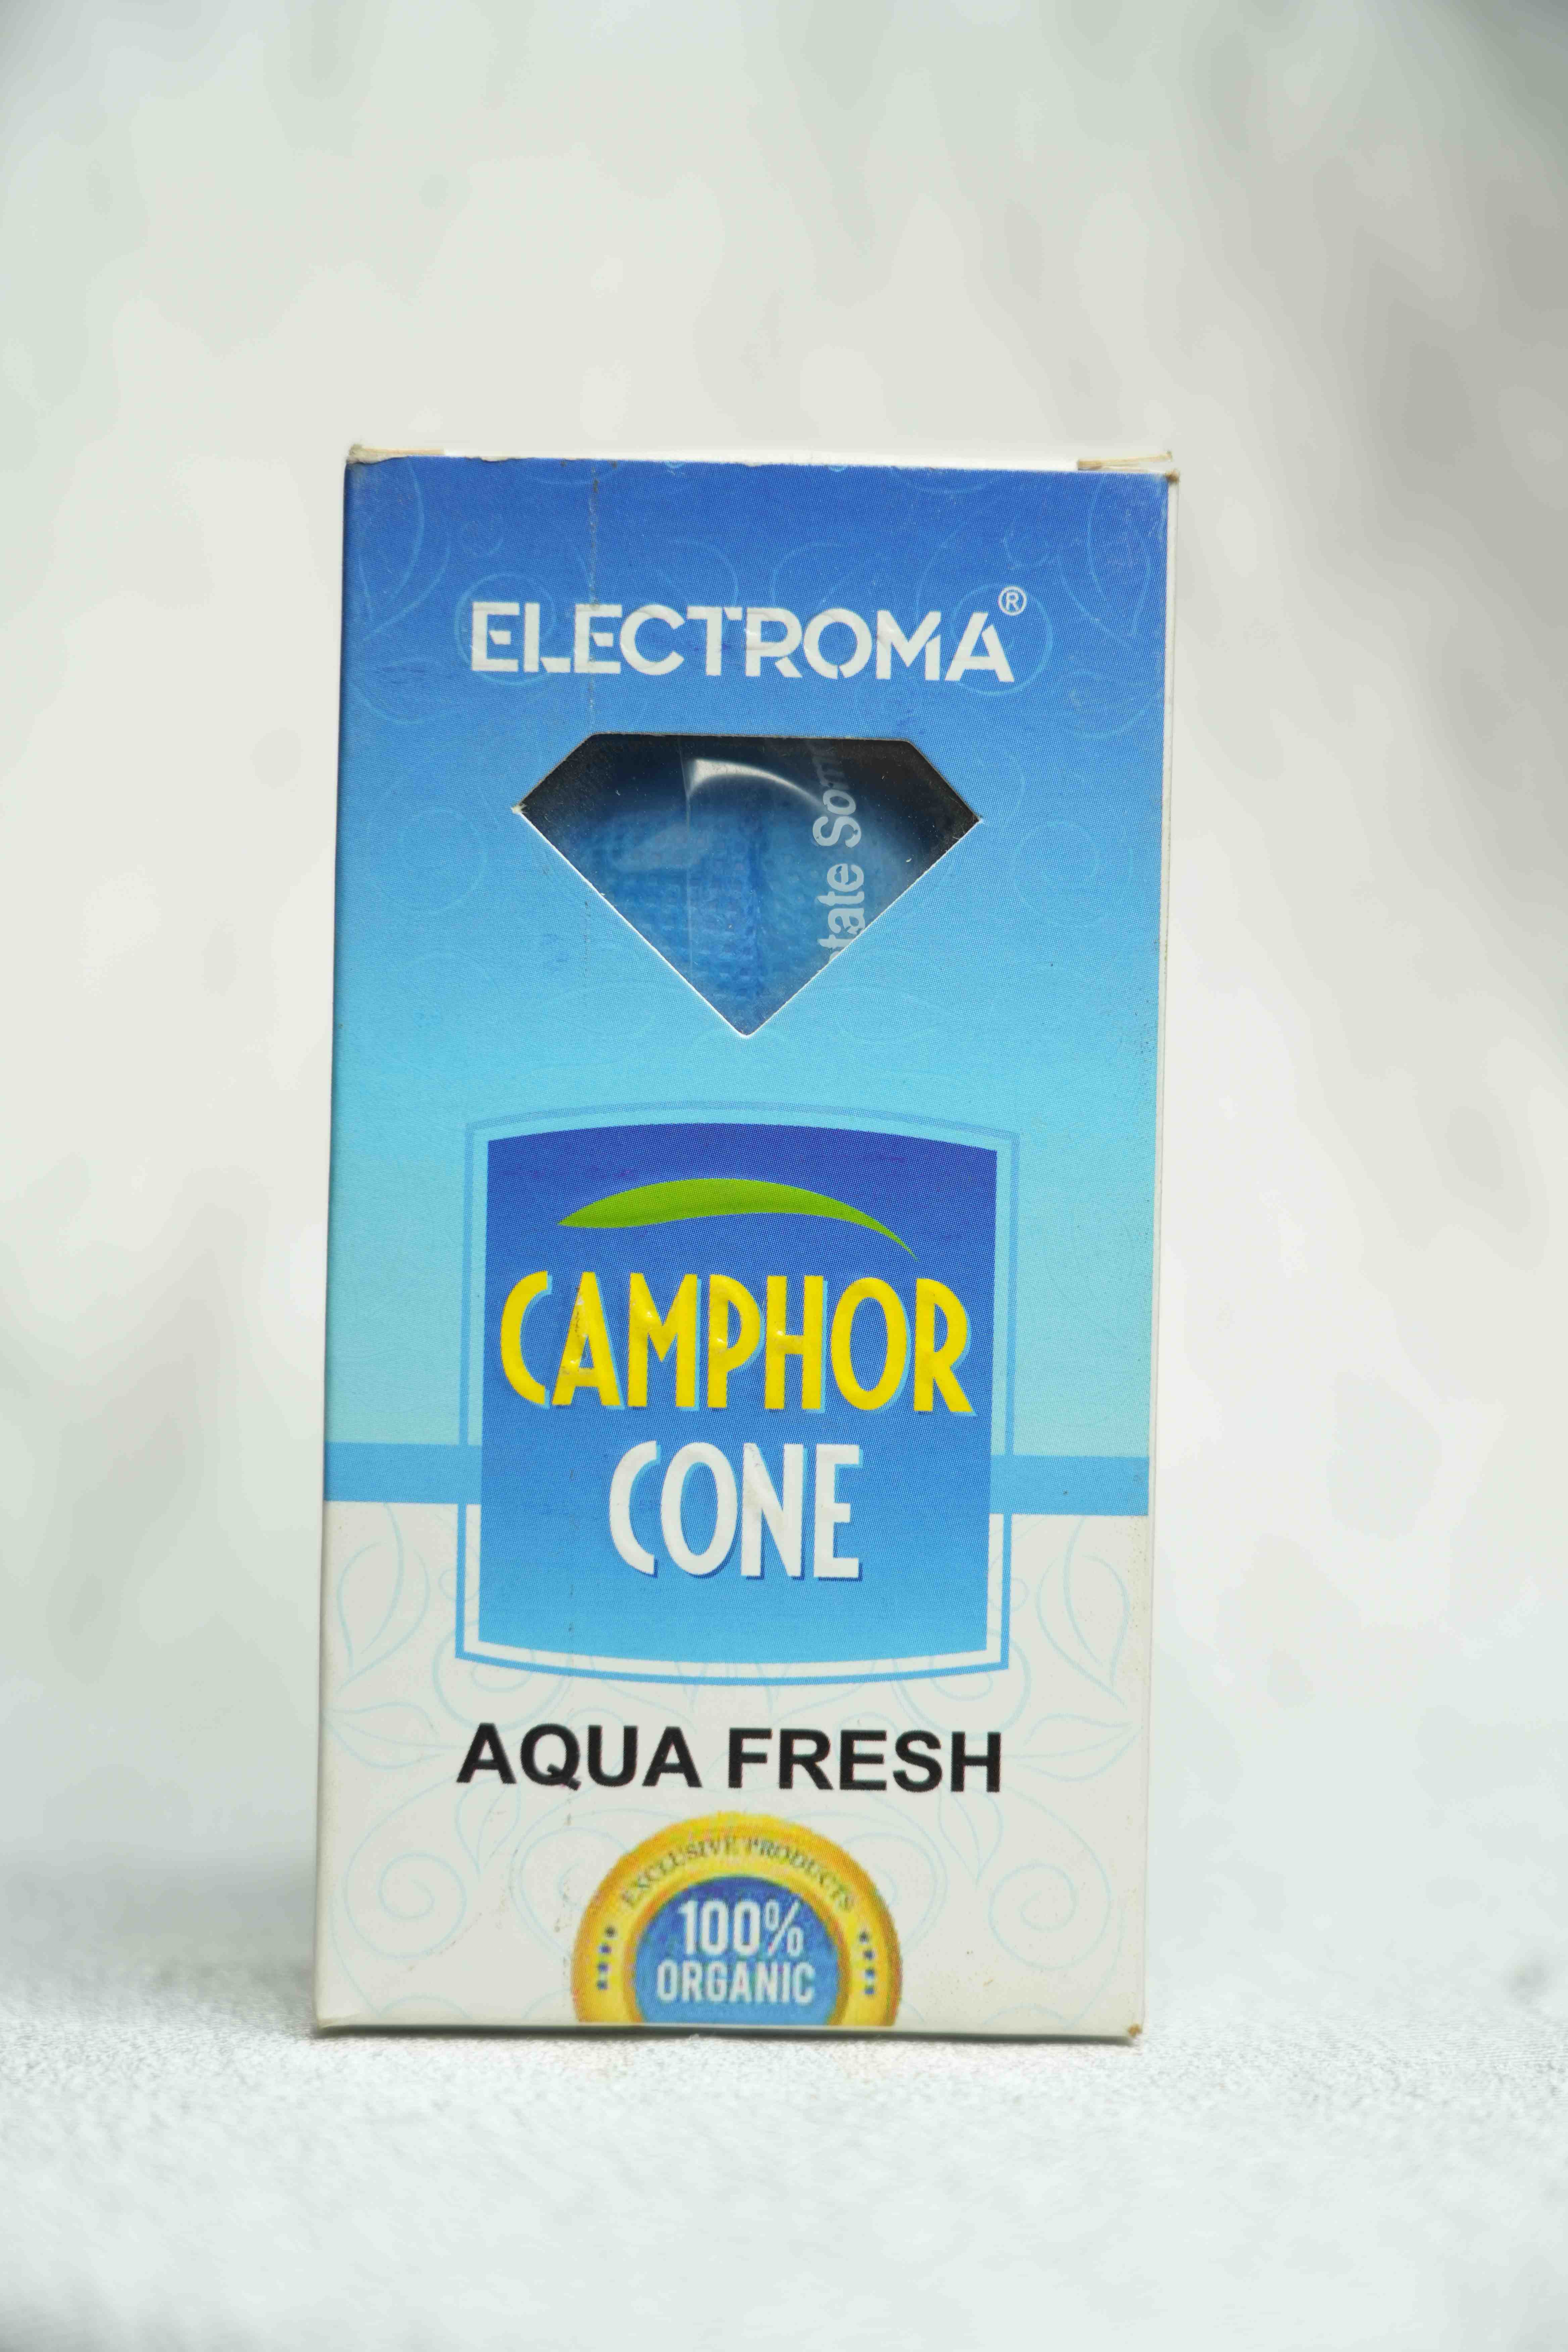 ELECTROMA®
CAMPHOR
CONE
AQUA FRESH
EXCLUSIVE PRODUCTS
100%
ORGANIC